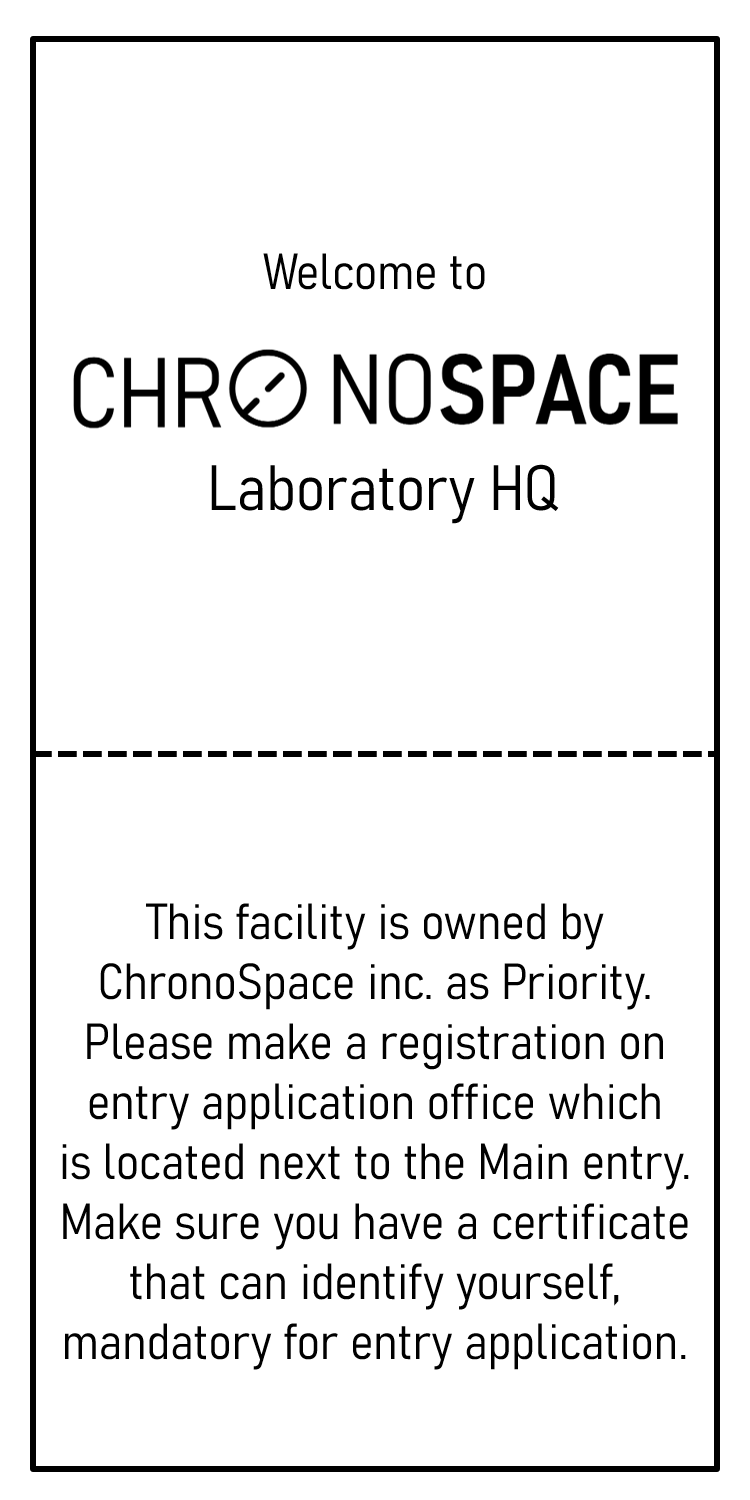 Welcome to
CHRONOSPACE
Laboratory HQ
This facility is owned by
ChronoSpace inc. as Priority.
Please make a registration on
entry application office which
is located next to the Main entry.
Make sure you have a certificate
that can identify yourself,
mandatory for entry application.